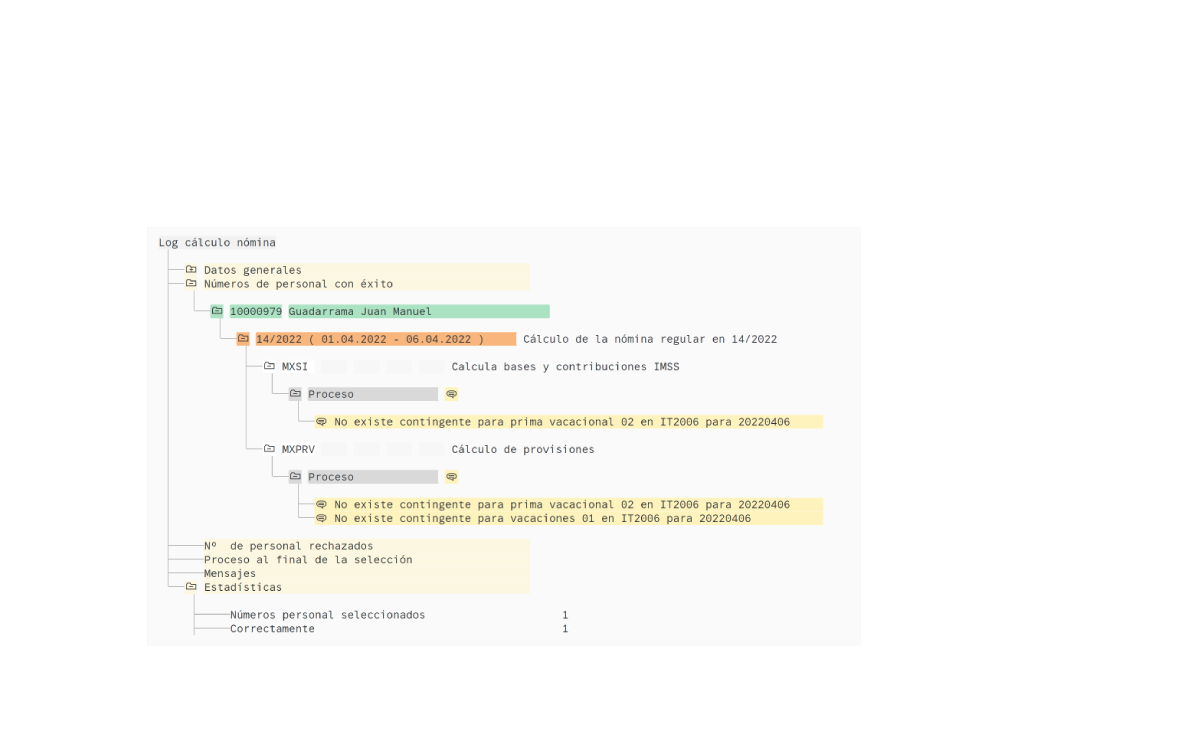 Log cálculo nómina
Datos generales
Números de personal con éxito
10000979 Guadarrama Juan Manuel
14/2022 ( 01.04.2022 - 06.04.2022 ) Cálculo de la nómina regular en 14/2022
MXSI Calcula bases y contribuciones IMSS
Proceso
No existe contingente para prima vacacional 02 en IT2006 para 20220406
MXPRV Cálculo de provisiones
Proceso
No existe contingente para prima vacacional 02 en IT2006 para 20220406
No existe contingente para vacaciones 01 en IT2006 para 20220406
Nº de personal rechazados
Proceso al final de la selección
Mensajes
Estadísticas
Números personal seleccionados 1
Correctamente 1